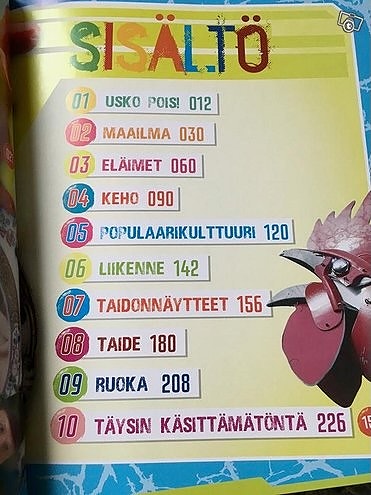 SISÄLTÖ
01 USKO POIS! 012
02 MAAILMA 030
03 ELÄIMET 060
04 KEHO 090
05 POPULAARIKULTTUURI 120
06 LIIKENNE 142
07 TAIDONNÄYTTEET 156
08 TAIDE 180
09 RUOKA 208
10 TÄYSIN KÄSITTÄMÄTÖNTÄ 226